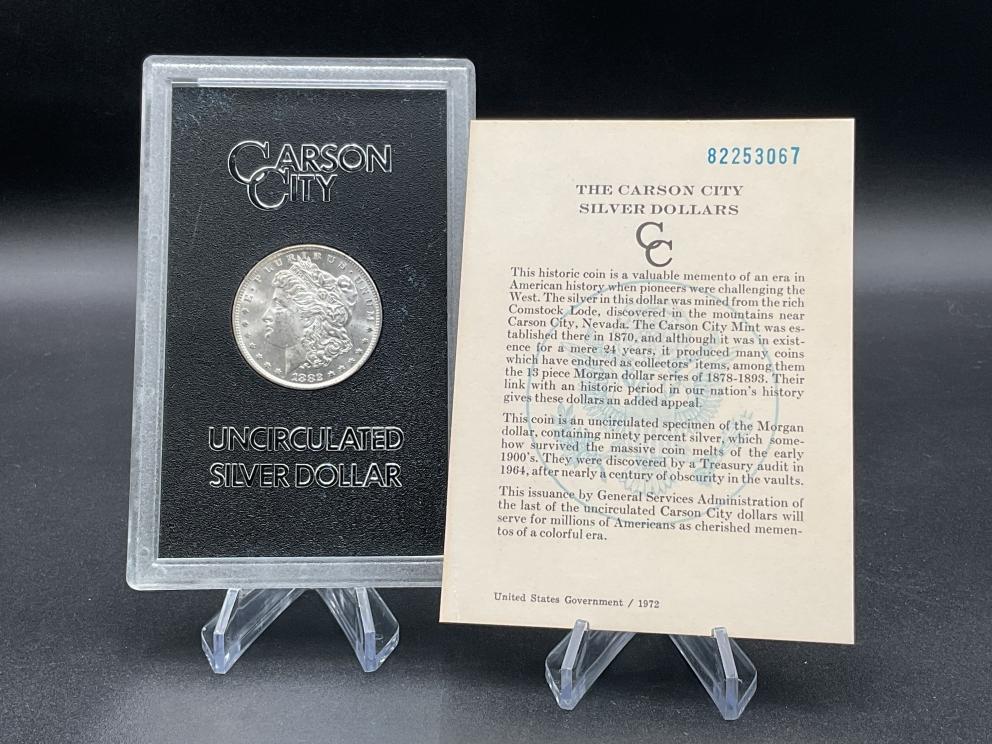 CARSON
CITY
E·PLURIBUS·UNUM
1882
UNCIRCULATED
SILVER DOLLAR
82253067
THE CARSON CITY
SILVER DOLLARS
CC
This historic coin is a valuable memento of an era in
American history when pioneers were challenging the
West. The silver in this dollar was mined from the rich
Comstock Lode, discovered in the mountains near
Carson City, Nevada. The Carson City Mint was es-
tablished there in 1870, and although it was in exist-
ence for a mere 24 years, it produced many coins
which have endured as collectors' items, among them
the 13 piece Morgan dollar series of 1878-1893. Their
link with an historic period in our nation's history
gives these dollars an added appeal.
This coin is an uncirculated specimen of the Morgan
dollar, containing ninety percent silver, which some-
how survived the massive coin melts of the early
1900's. They were discovered by a Treasury audit in
1964, after nearly a century of obscurity in the vaults.
This issuance by General Services Administration of
the last of the uncirculated Carson City dollars will
serve for millions of Americans as cherished memen-
tos of a colorful era.
United States Government / 1972